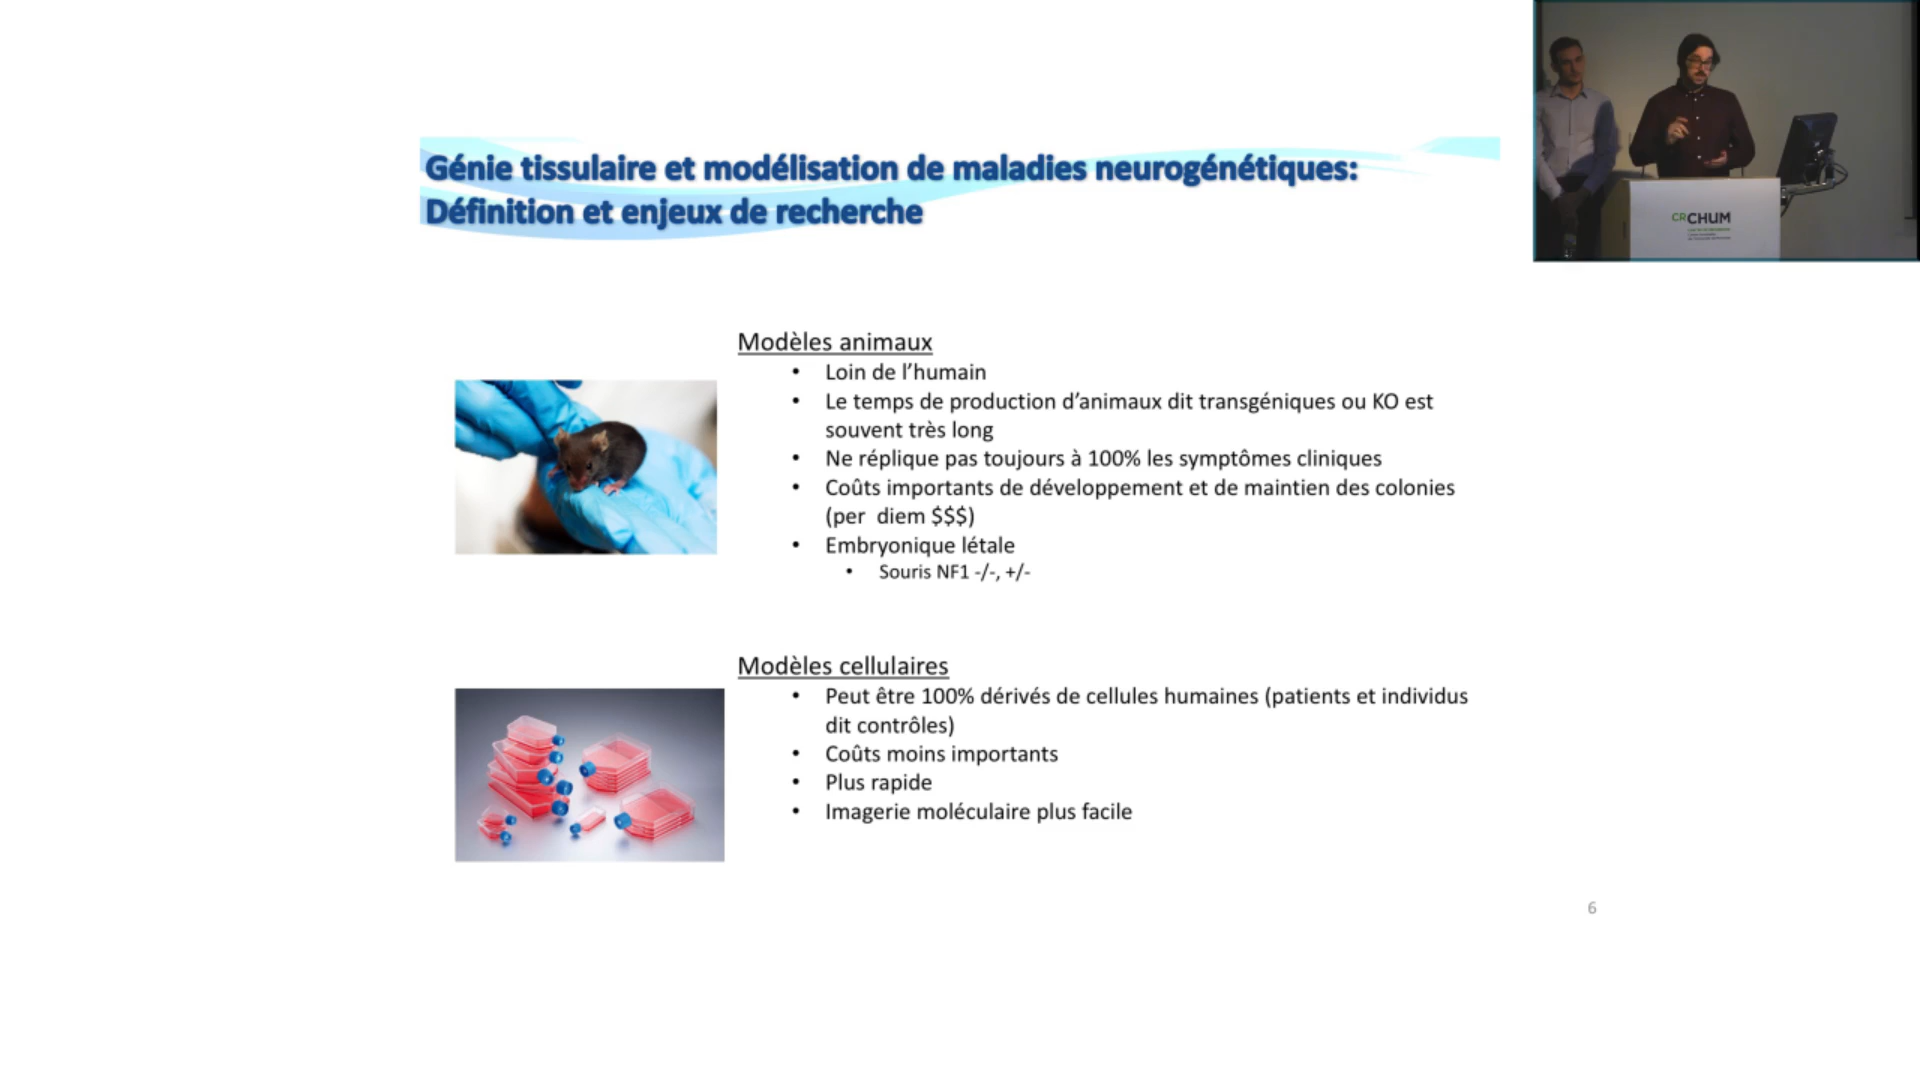 Génie tissulaire et modélisation de maladies neurogénétiques:
Définition et enjeux de recherche
CRCHUM
Modèles animaux
• Loin de l’humain
• Le temps de production d’animaux dit transgéniques ou KO est
souvent très long
• Ne réplique pas toujours à 100% les symptômes cliniques
• Coûts importants de développement et de maintien des colonies
(per  diem $$$)
• Embryonique létale
• Souris NF1 -/-, +/-
Modèles cellulaires
• Peut être 100% dérivés de cellules humaines (patients et individus
dit contrôles)
• Coûts moins importants
• Plus rapide
• Imagerie moléculaire plus facile
6